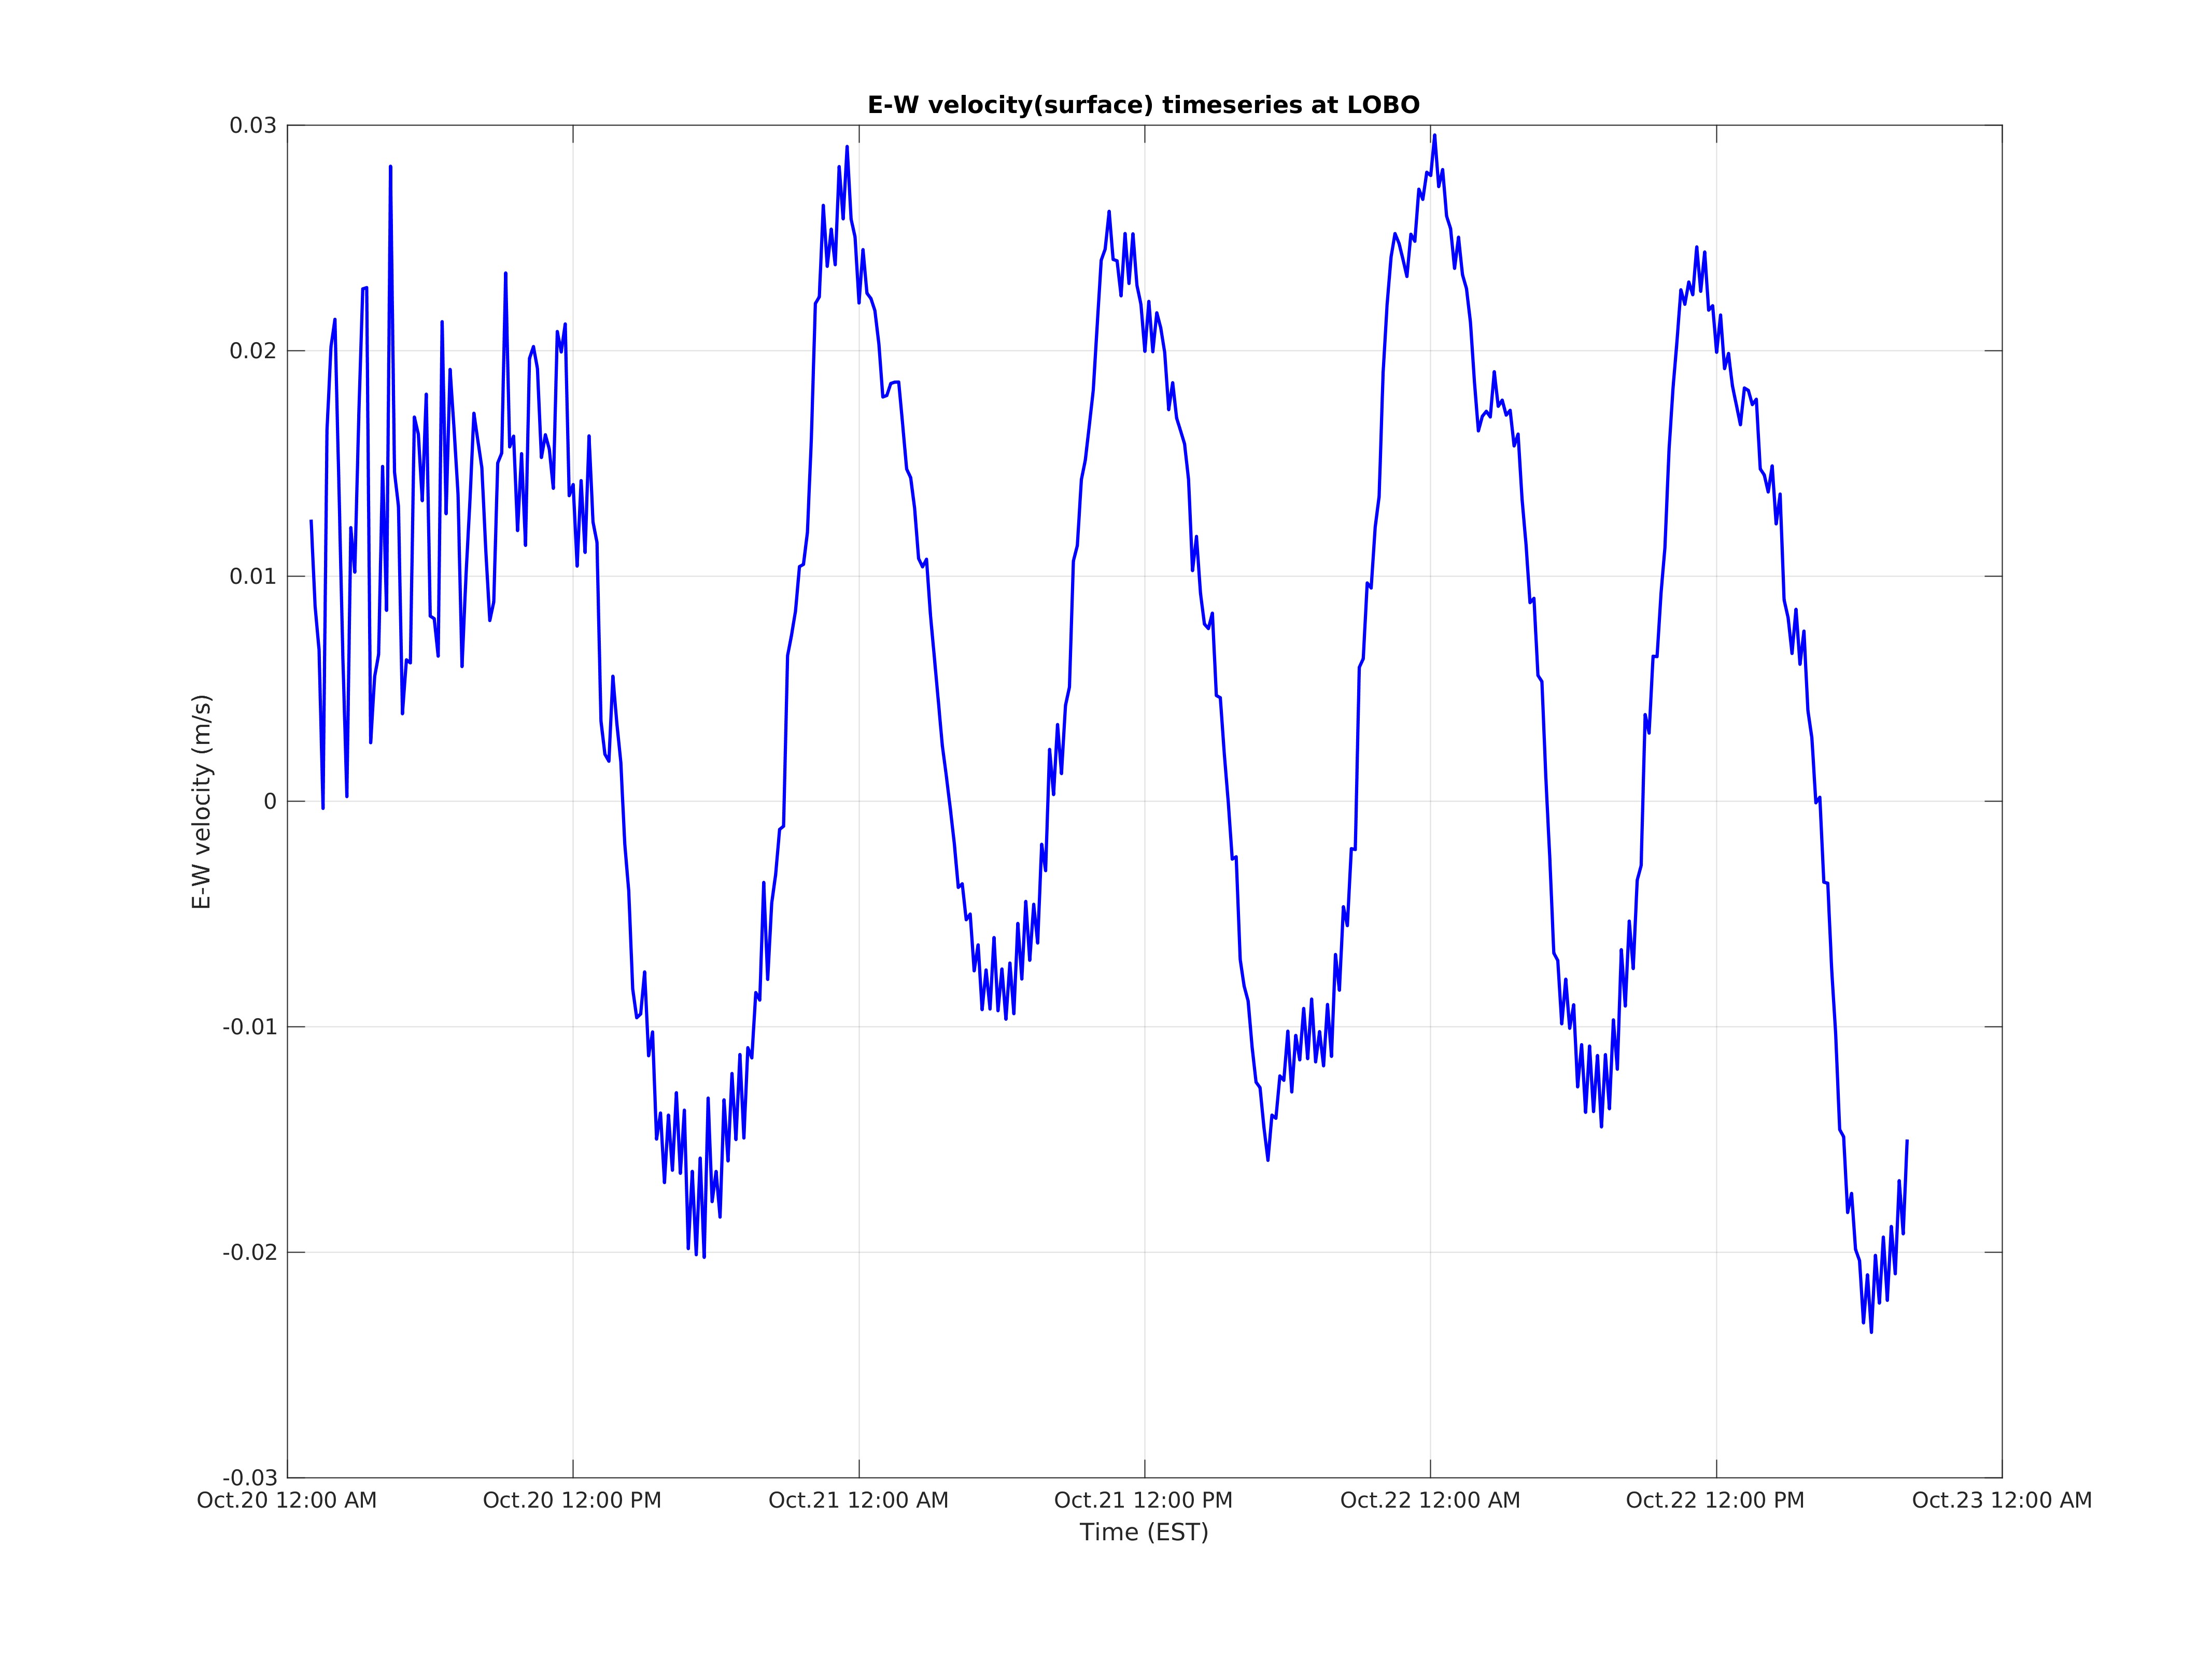 E-W velocity(surface) timeseries at LOBO
0.03
0.02
0.01
0
-0.01
-0.02
-0.03
E-W velocity (m/s)
Oct.20 12:00 AM Oct.20 12:00 PM Oct.21 12:00 AM Oct.21 12:00 PM Oct.22 12:00 AM Oct.22 12:00 PM Oct.23 12:00 AM
Time (EST)